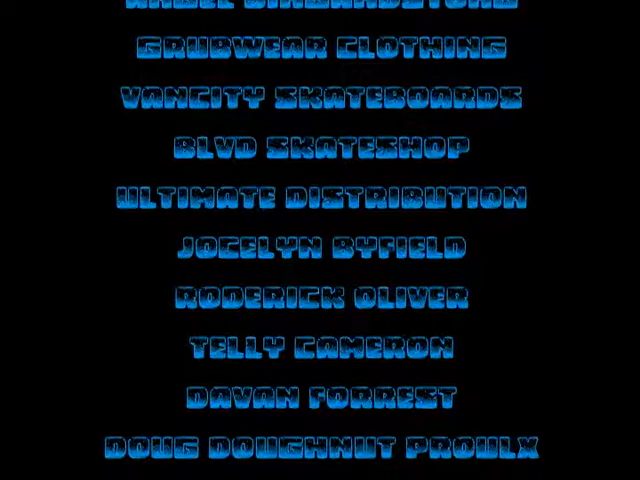 GRUBWEAR CLOTHING
VANCITY SKATEBOARDS
BLVD SKATESHOP
ULTIMATE DISTRIBUTION
JOCELYN BYFIELD
RODERICK OLIVER
TELLY CAMERON
DAVAN FORREST
DOUG DOUGHNUT PROULX